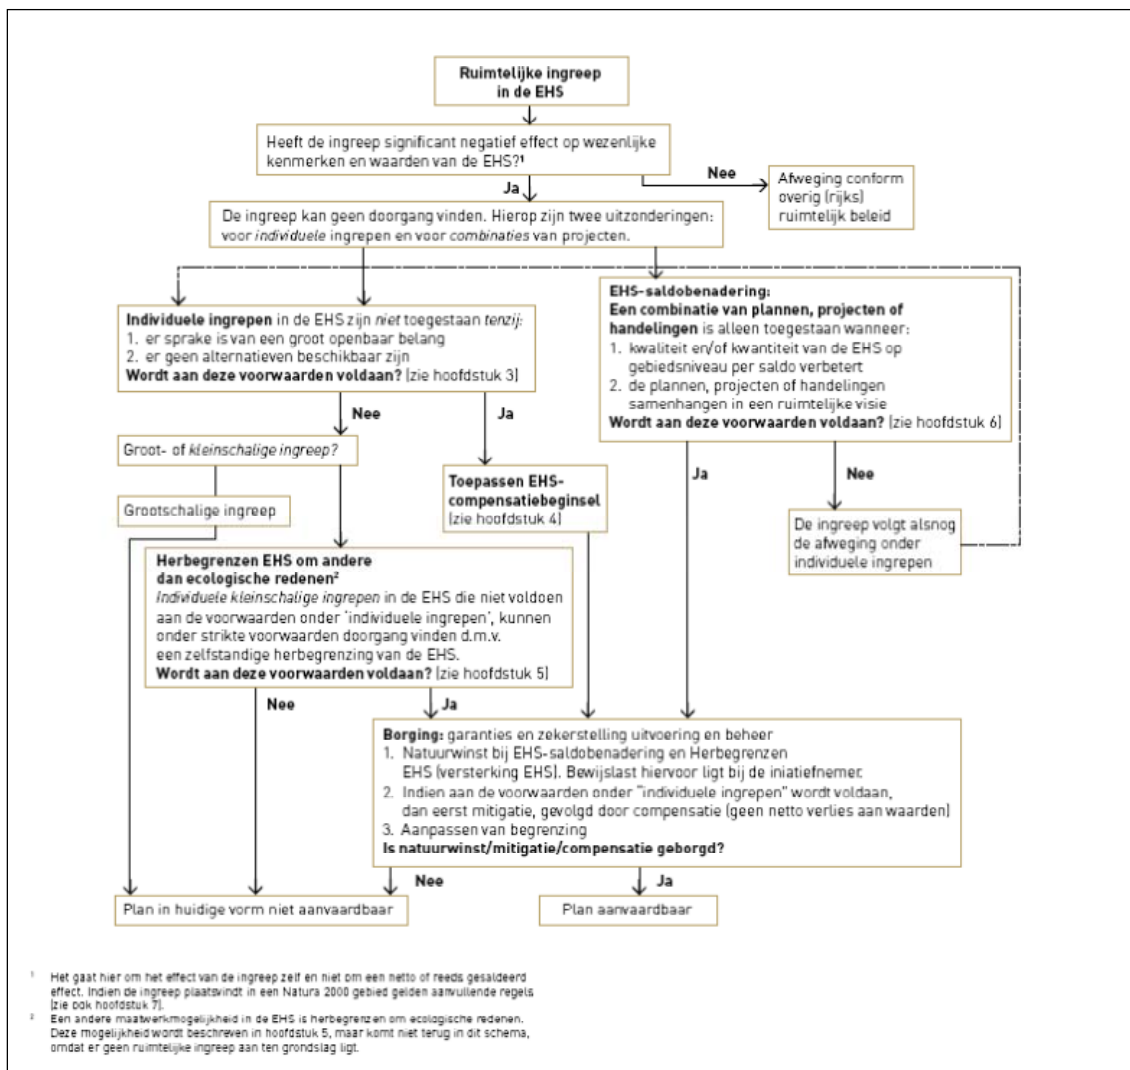 Ruimtelijke ingreep
in de EHS
Heeft de ingreep significant negatief effect op wezenlijke
kenmerken en waarden van de EHS?¹
Nee
Ja
Afweging conform
overig (rijks)
ruimtelijk beleid
De ingreep kan geen doorgang vinden. Hierop zijn twee uitzonderingen:
voor individuele ingrepen en voor combinaties van projecten.
EHS-saldobenadering:
Een combinatie van plannen, projecten of
handelingen is alleen toegestaan wanneer:
1. kwaliteit en/of kwantiteit van de EHS op
gebiedsniveau per saldo verbetert
2. de plannen, projecten of handelingen
samenhangen in een ruimtelijke visie
Wordt aan deze voorwaarden voldaan? (zie hoofdstuk 6)
Individuele ingrepen in de EHS zijn niet toegestaan tenzij:
1. er sprake is van een groot openbaar belang
2. er geen alternatieven beschikbaar zijn
Wordt aan deze voorwaarden voldaan? (zie hoofdstuk 3)
Nee
Ja
Groot- of kleinschalige ingreep?
Ja
Nee
Toepassen EHS-
compensatiebeginsel
(zie hoofdstuk 4)
Grootschalige ingreep
De ingreep volgt alsnog
de afweging onder
individuele ingrepen
Herbegrenzen EHS om andere
dan ecologische redenen²
Individuele kleinschalige ingrepen in de EHS die niet voldoen
aan de voorwaarden onder 'individuele ingrepen', kunnen
onder strikte voorwaarden doorgang vinden d.m.v.
een zelfstandige herbegrenzing van de EHS.
Wordt aan deze voorwaarden voldaan? (zie hoofdstuk 5)
Nee
Ja
Borging: garanties en zekerstelling uitvoering en beheer
1. Natuurwinst bij EHS-saldobenadering en Herbegrenzen
EHS (versterking EHS). Bewijslast hiervoor ligt bij de iniatiefnemer.
2. Indien aan de voorwaarden onder "individuele ingrepen" wordt voldaan,
dan eerst mitigatie, gevolgd door compensatie (geen netto verlies aan waarden)
3. Aanpassen van begrenzing
Is natuurwinst/mitigatie/compensatie geborgd?
Nee
Ja
Plan in huidige vorm niet aanvaardbaar
Plan aanvaardbaar
¹ Het gaat hier om het effect van de ingreep zelf en niet om een netto of reeds gesaldeerd
effect. Indien de ingreep plaatsvindt in een Natura 2000 gebied gelden aanvullende regels
(zie ook hoofdstuk 7).
² Een andere maatwerkmogelijkheid in de EHS is herbegrenzen om ecologische redenen.
Deze mogelijkheid wordt beschreven in hoofdstuk 5, maar komt niet terug in dit schema,
omdat er geen ruimtelijke ingreep aan ten grondslag ligt.